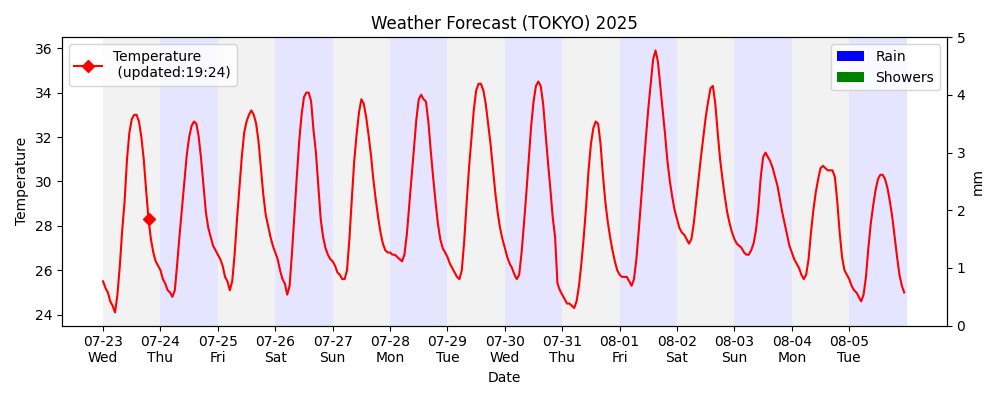 Weather Forecast (TOKYO) 2025
Temperature
(updated:19:24)
Rain
Showers
36
34
32
30
28
26
24
Temperature
5
4
3
2
1
0
mm
07-23 07-24 07-25 07-26 07-27 07-28 07-29 07-30 07-31 08-01 08-02 08-03 08-04 08-05
Wed Thu Fri Sat Sun Mon Tue Wed Thu Fri Sat Sun Mon Tue
Date